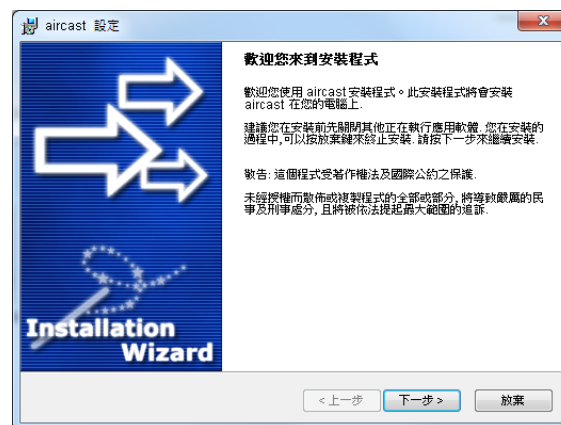 aircast 設定
歡迎您來到安裝程式
歡迎您使用 aircast 安裝程式。此安裝程式將會安裝
aircast 在您的電腦上.
建議您在安裝前先關閉其他正在執行應用軟體. 您在安裝的
過程中,可以按放棄鍵來終止安裝. 請按下一步來繼續安裝.
敬告: 這個程式受著作權法及國際公約之保護.
未經授權而散佈或複製程式的全部或部分, 將導致嚴厲的民
事及刑事處分, 且將被依法提起最大範圍的追訴.
Installation
Wizard
< 上一步
下一步 >
放棄